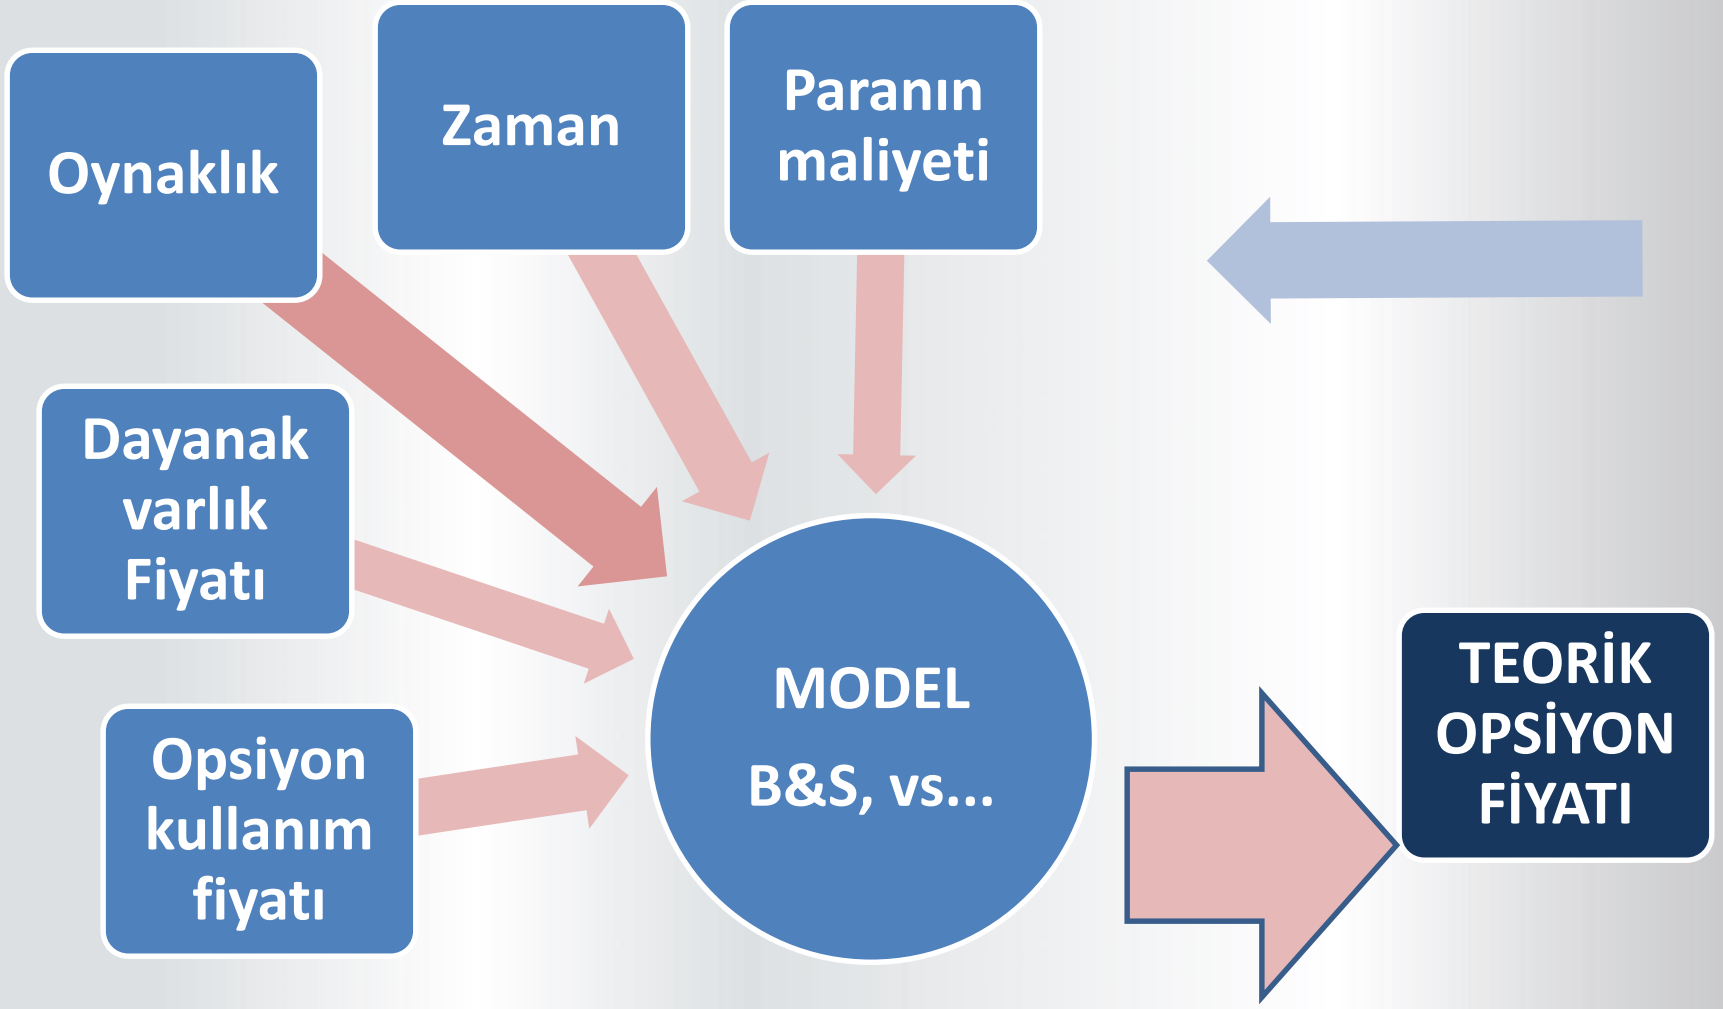 Oynaklık
Zaman
Paranın
maliyeti
Dayanak
varlık
Fiyatı
Opsiyon
kullanım
fiyatı
MODEL
B&S, vs...
TEORİK
OPSİYON
FİYATI